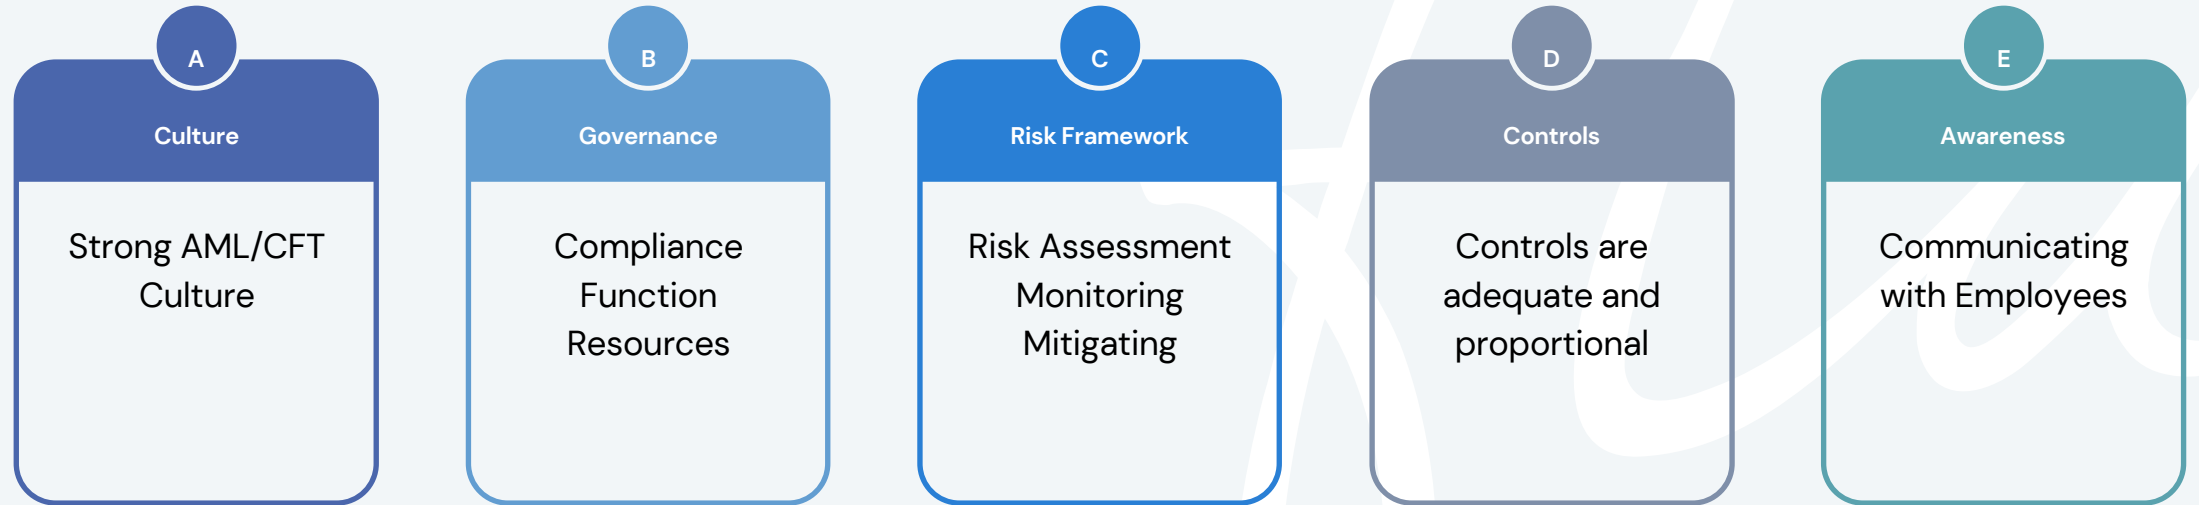 A
Culture
Strong AML/CFT
Culture
B
Governance
Compliance
Function
Resources
C
Risk Framework
Risk Assessment
Monitoring
Mitigating
D
Controls
Controls are
adequate and
proportional
E
Awareness
Communicating
with Employees